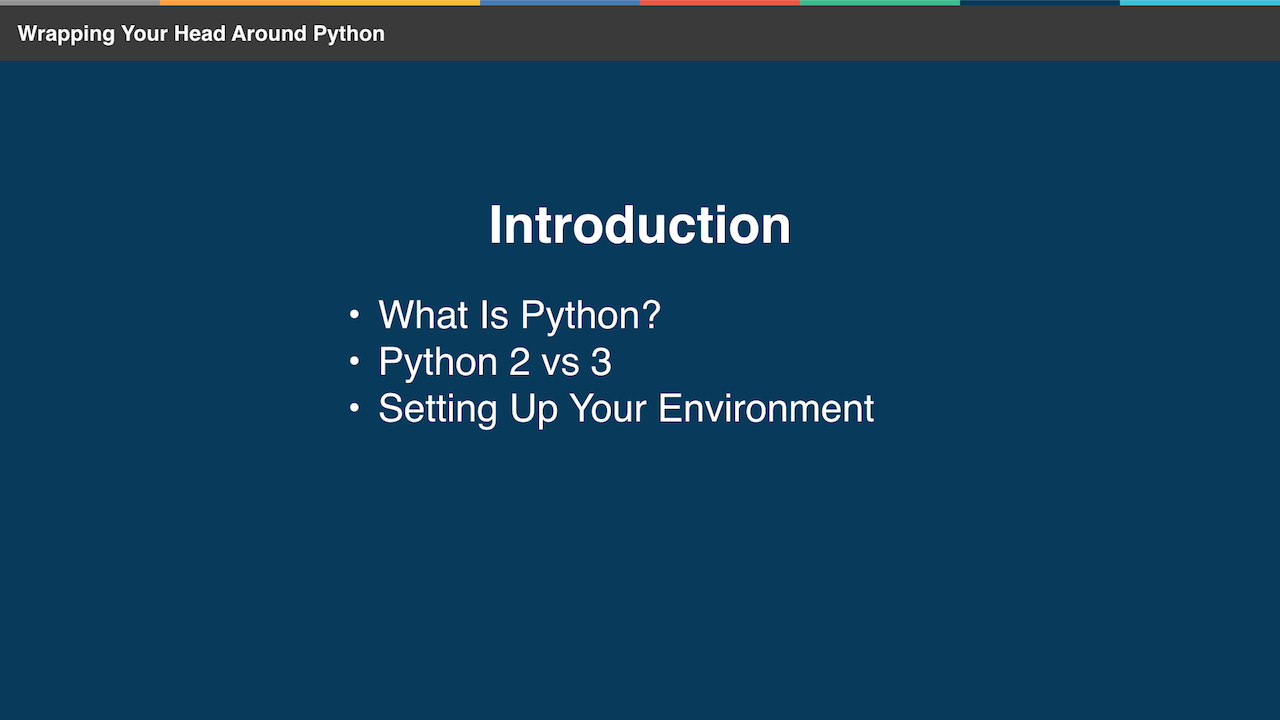 Wrapping Your Head Around Python
Introduction
• What Is Python?
• Python 2 vs 3
• Setting Up Your Environment